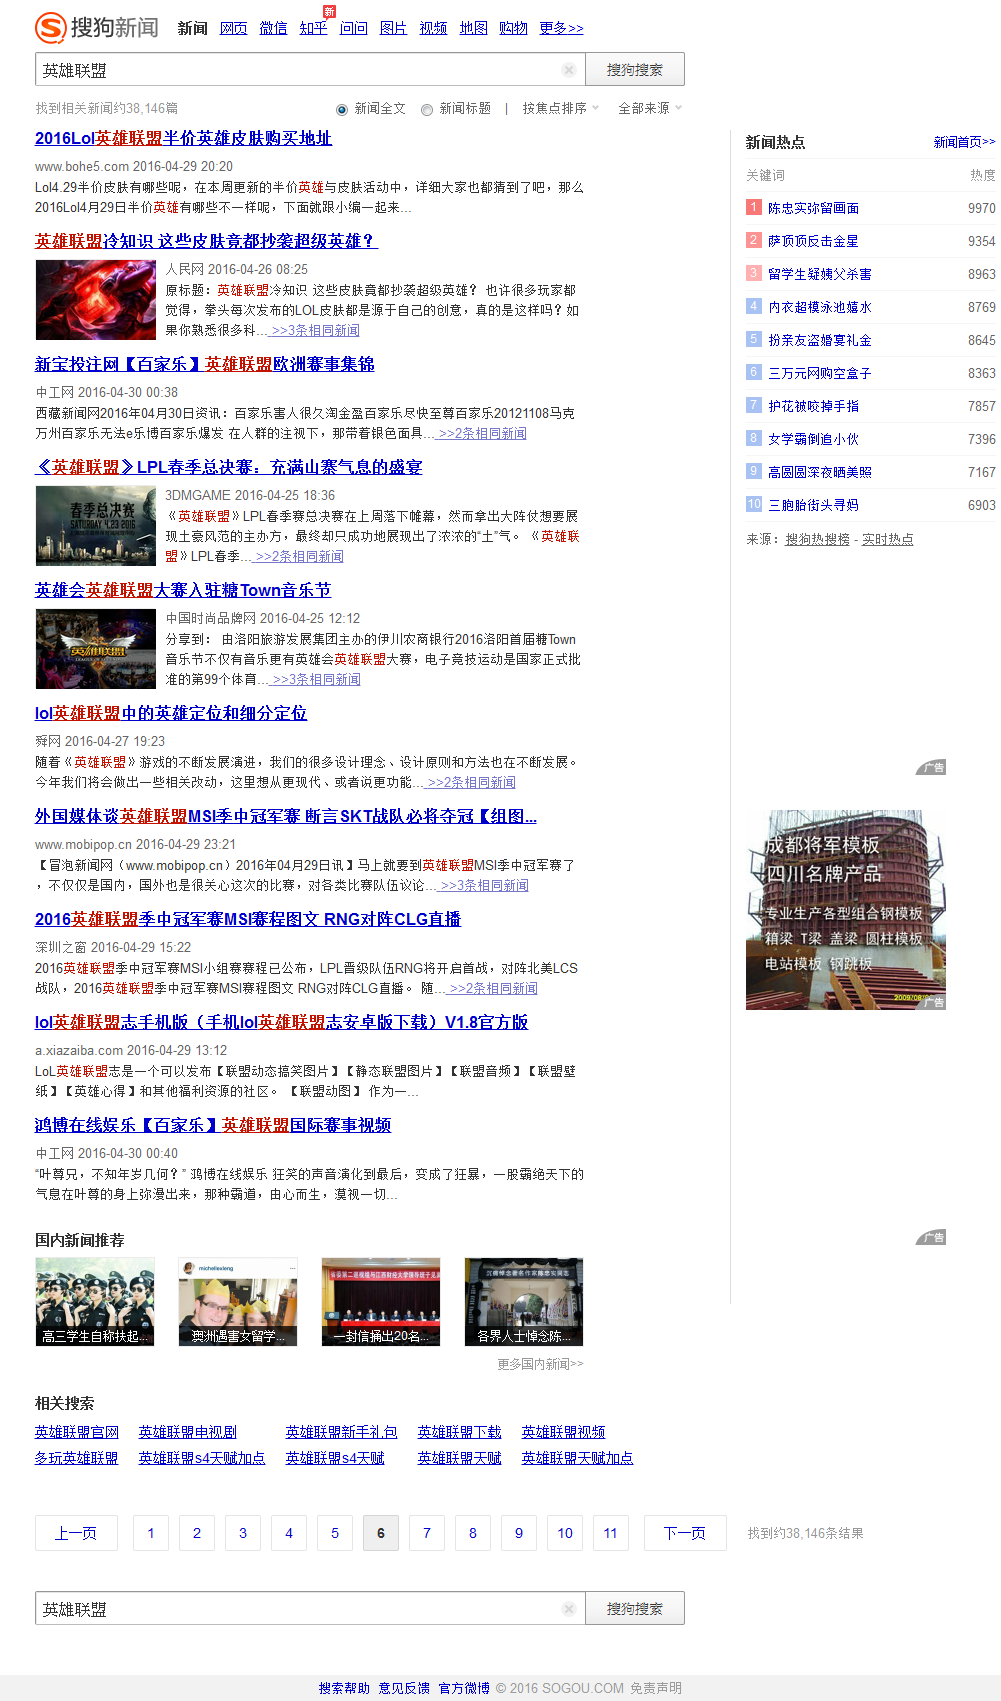 搜狗新闻 新闻 网页 微信 知乎 新 问问 图片 视频 地图 购物 更多>>
英雄联盟 搜狗搜索
找到相关新闻约38,146篇 新闻全文 新闻标题 | 按焦点排序 全部来源
2016Lol英雄联盟半价英雄皮肤购买地址
www.bohe5.com 2016-04-29 20:20
Lol4.29半价皮肤有哪些呢，在本周更新的半价英雄与皮肤活动中，详细大家也都猜到了吧，那么
2016Lol4月29日半价英雄有哪些不一样呢，下面就跟小编一起来...
英雄联盟冷知识 这些皮肤竟都抄袭超级英雄？
人民网 2016-04-26 08:25
原标题：英雄联盟冷知识 这些皮肤竟都抄袭超级英雄？ 也许很多玩家都
觉得，拳头每次发布的LOL皮肤都是源于自己的创意，真的是这样吗？如
果你熟悉很多科... >>3条相同新闻
新宝投注网【百家乐】英雄联盟欧洲赛事集锦
中工网 2016-04-30 00:38
西藏新闻网2016年04月30日资讯：百家乐害人很久淘金盈百家乐尽快至尊百家乐20121108马克
万州百家乐无法e乐博百家乐爆发 在人群的注视下，那带着银色面具... >>2条相同新闻
《英雄联盟》LPL春季总决赛：充满山寨气息的盛宴
春季总决赛
SATURDAY 4.23 2016
3DMGAME 2016-04-25 18:36
《英雄联盟》LPL春季赛总决赛在上周落下帷幕，然而拿出大阵仗想要展
现土豪风范的主办方，最终却只成功地展现出了浓浓的“土”气。 《英雄联
盟》LPL春季... >>2条相同新闻
英雄会英雄联盟大赛入驻糖Town音乐节
英雄联盟
中国时尚品牌网 2016-04-25 12:12
分享到： 由洛阳旅游发展集团主办的伊川农商银行2016洛阳首届糖Town
音乐节不仅有音乐更有英雄会英雄联盟大赛，电子竞技运动是国家正式批
准的第99个体育... >>3条相同新闻
lol英雄联盟中的英雄定位和细分定位
舜网 2016-04-27 19:23
随着《英雄联盟》游戏的不断发展演进，我们的很多设计理念、设计原则和方法也在不断发展。
今年我们将会做出一些相关改动，这里想从更现代、或者说更功能... >>2条相同新闻
外国媒体谈英雄联盟MSI季中冠军赛 断言SKT战队必将夺冠【组图...
www.mobipop.cn 2016-04-29 23:21
【冒泡新闻网（www.mobipop.cn）2016年04月29日讯】马上就要到英雄联盟MSI季中冠军赛了
，不仅仅是国内，国外也是很关心这次的比赛，对各类比赛队伍议论... >>3条相同新闻
2016英雄联盟季中冠军赛MSI赛程图文 RNG对阵CLG直播
深圳之窗 2016-04-29 15:22
2016英雄联盟季中冠军赛MSI小组赛赛程已公布，LPL晋级队伍RNG将开启首战，对阵北美LCS
战队，2016英雄联盟季中冠军赛MSI赛程图文 RNG对阵CLG直播。 随... >>2条相同新闻
lol英雄联盟志手机版（手机lol英雄联盟志安卓版下载）V1.8官方版
a.xiazaiba.com 2016-04-29 13:12
LoL英雄联盟志是一个可以发布【联盟动态搞笑图片】【静态联盟图片】【联盟音频】【联盟壁
纸】【英雄心得】和其他福利资源的社区。 【联盟动图】 作为一...
鸿博在线娱乐【百家乐】英雄联盟国际赛事视频
中工网 2016-04-30 00:40
“叶尊兄，不知年岁几何？” 鸿博在线娱乐 狂笑的声音演化到最后，变成了狂暴，一股霸绝天下的
气息在叶尊的身上弥漫出来，那种霸道，由心而生，漠视一切...
国内新闻推荐
高三学生自称扶起... 澳洲遇害女留学... 一封信捅出20名... 各界人士悼念陈...
更多国内新闻>>
相关搜索
英雄联盟官网 英雄联盟电视剧 英雄联盟新手礼包 英雄联盟下载 英雄联盟视频
多玩英雄联盟 英雄联盟s4天赋加点 英雄联盟s4天赋 英雄联盟天赋 英雄联盟天赋加点
上一页 1 2 3 4 5 6 7 8 9 10 11 下一页 找到约38,146条结果
英雄联盟 搜狗搜索
新闻热点 新闻首页>>
关键词 热度
1 陈忠实弥留画面 9970
2 萨顶顶反击金星 9354
3 留学生疑姨父杀害 8963
4 内衣超模泳池嬉水 8769
5 扮亲友盗婚宴礼金 8645
6 三万元网购空盒子 8363
7 护花被咬掉手指 7857
8 女学霸倒追小伙 7396
9 高圆圆深夜晒美照 7167
10 三胞胎街头寻妈 6903
来源：搜狗热搜榜 - 实时热点
广告
成都将军模板
四川名牌产品
专业生产各型组合钢模板
箱梁 T梁 盖梁 圆柱模板
电站模板 钢跳板
广告
广告
搜索帮助 意见反馈 官方微博 © 2016 SOGOU.COM 免责声明